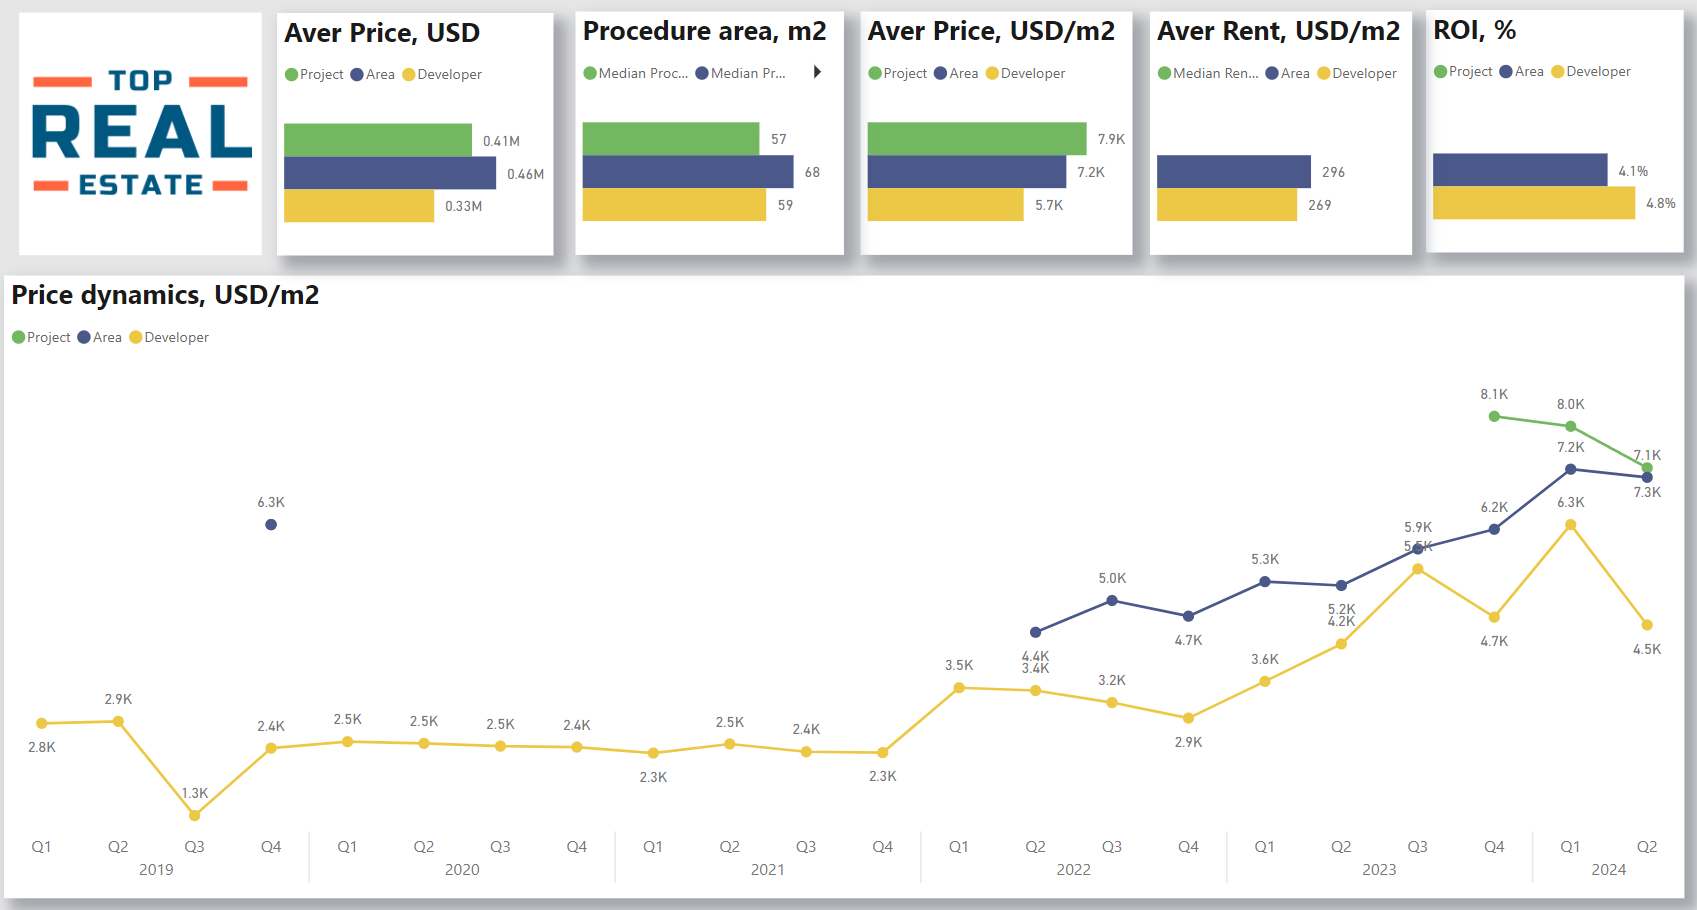 TOP
REAL
ESTATE
Aver Price, USD
Project Area Developer
0.41M
0.46M
0.33M
Procedure area, m2
Median Proc... Median Pr...
57
68
59
Aver Price, USD/m2
Project Area Developer
7.9K
7.2K
5.7K
Aver Rent, USD/m2
Median Ren... Area Developer
296
269
ROI, %
Project Area Developer
4.1%
4.8%
Price dynamics, USD/m2
Project Area Developer
8.1K
8.0K
7.2K
7.1K
7.3K
6.3K
6.3K
6.2K
5.9K
5.5K
5.0K
5.3K
5.2K
4.2K
4.7K
4.7K
4.5K
4.4K
3.4K
3.5K
3.2K
3.6K
2.9K
2.8K
2.9K
1.3K
2.4K
2.5K
2.5K
2.5K
2.4K
2.3K
2.5K
2.4K
2.3K
Q1 Q2 Q3 Q4 Q1 Q2 Q3 Q4 Q1 Q2 Q3 Q4 Q1 Q2 Q3 Q4 Q1 Q2 Q3 Q4 Q1 Q2
2019 2020 2021 2022 2023 2024